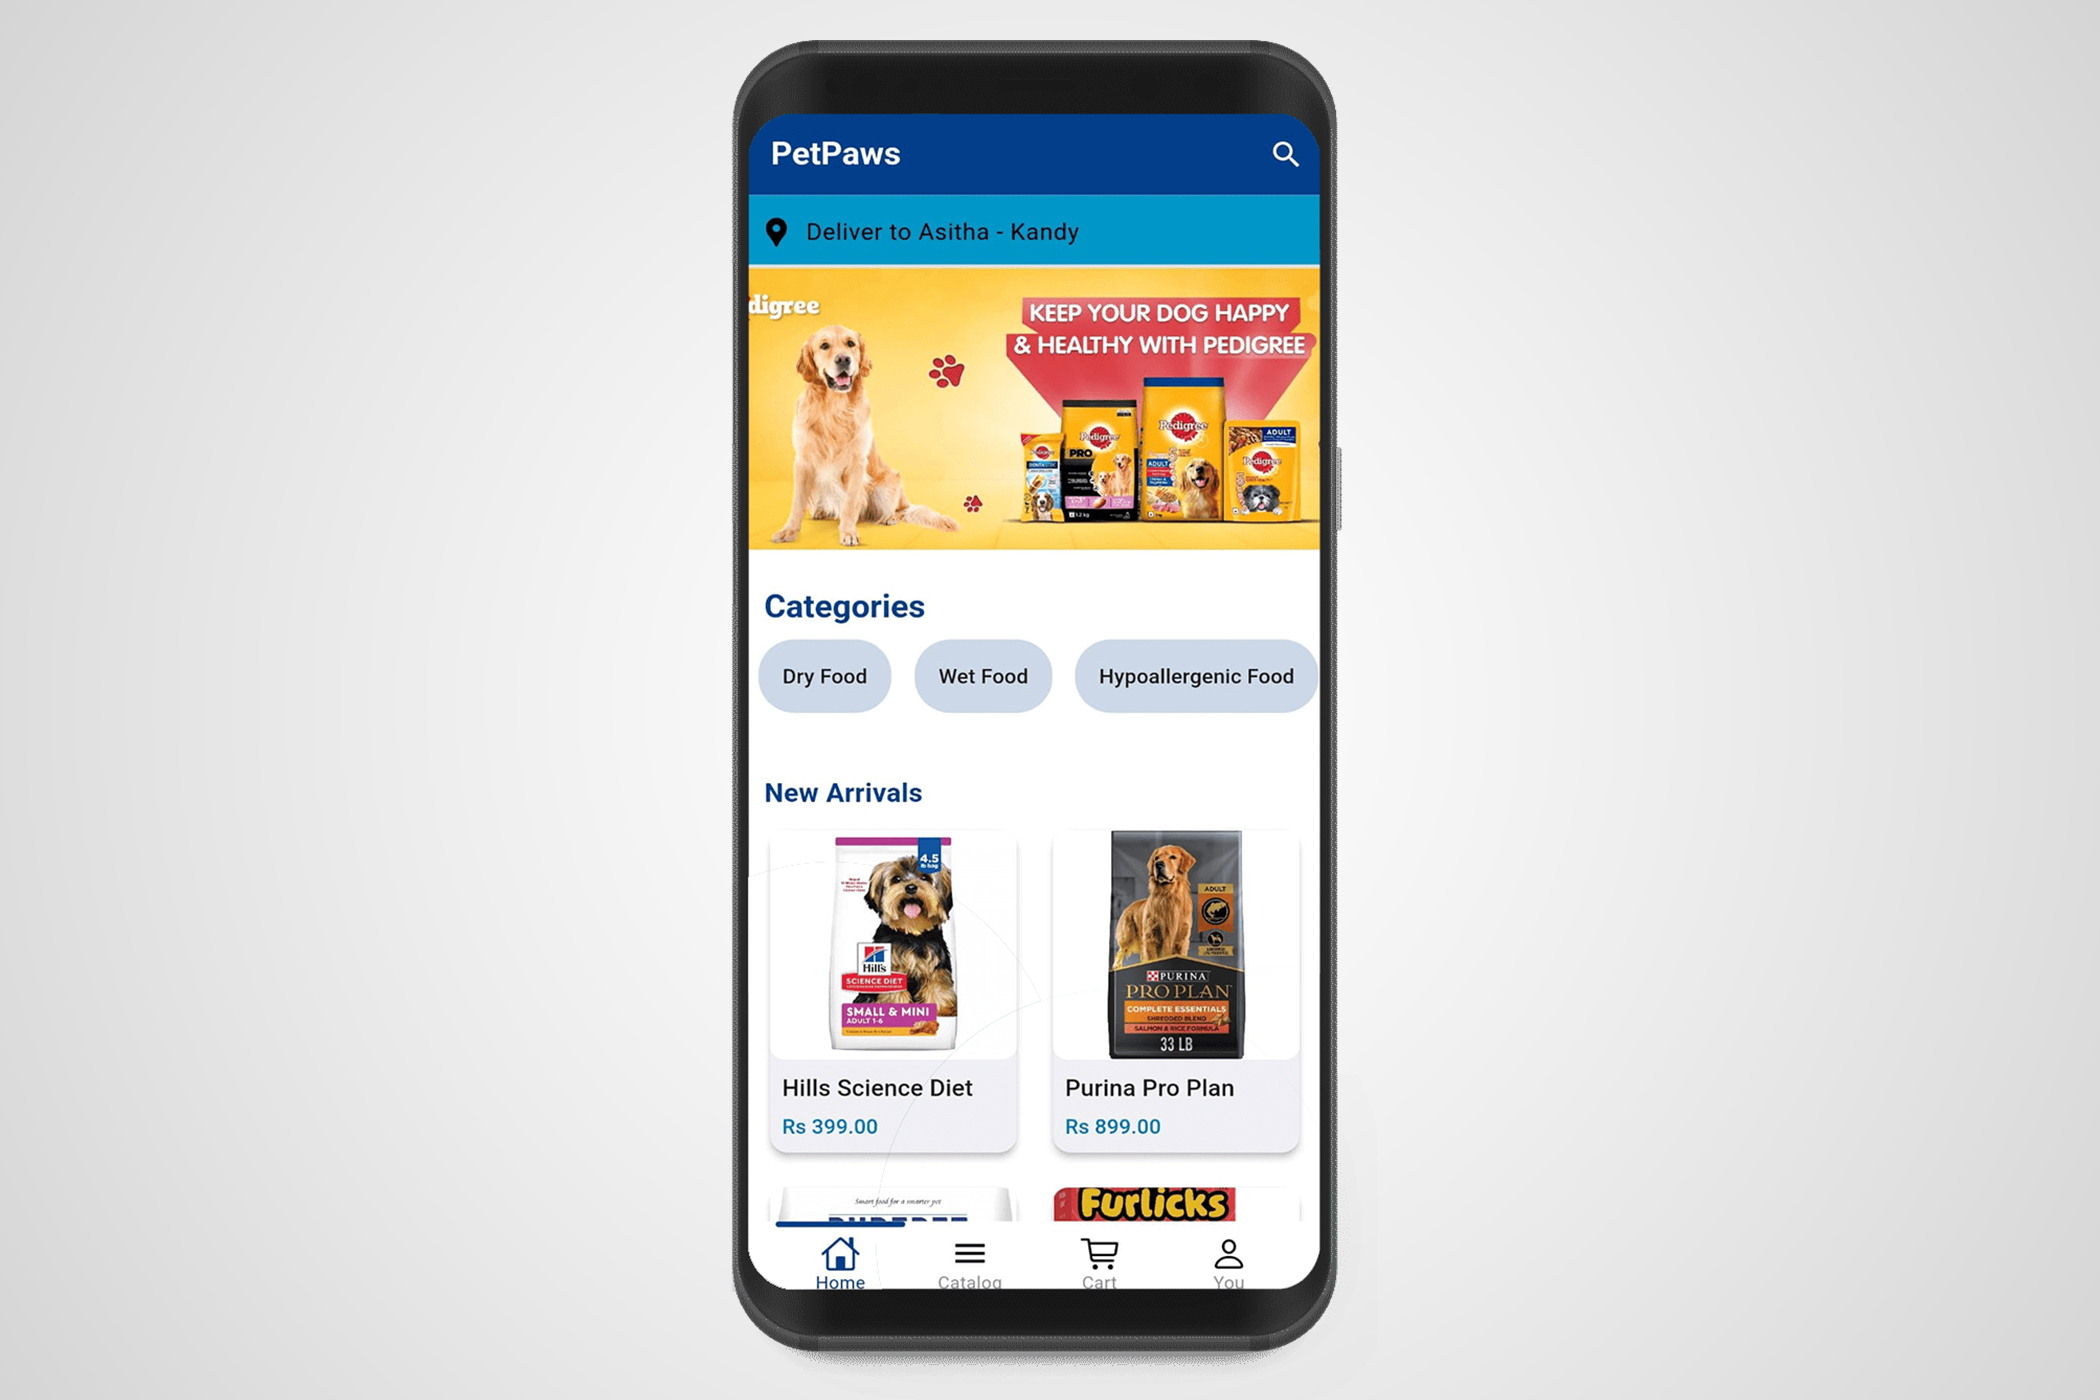 PetPaws
Deliver to Asitha - Kandy
digree
KEEP YOUR DOG HAPPY
& HEALTHY WITH PEDIGREE
Pedigree
Pedigree
PRO
Pedigree
ADULT
ADULT
Pedigree
Categories
Dry Food
Wet Food
Hypoallergenic Food
New Arrivals
4.5
lb bag
Hill's
SCIENCE DIET
SMALL & MINI
ADULT 1-6
ADULT
PURINA
PRO PLAN
COMPLETE ESSENTIALS
SHREDDED BLEND
SALMON & RICE FORMULA
33 LB
Hills Science Diet
Rs 399.00
Purina Pro Plan
Rs 899.00
Smart food for a smarter pet
Furlicks
Home
Catalog
Cart
You